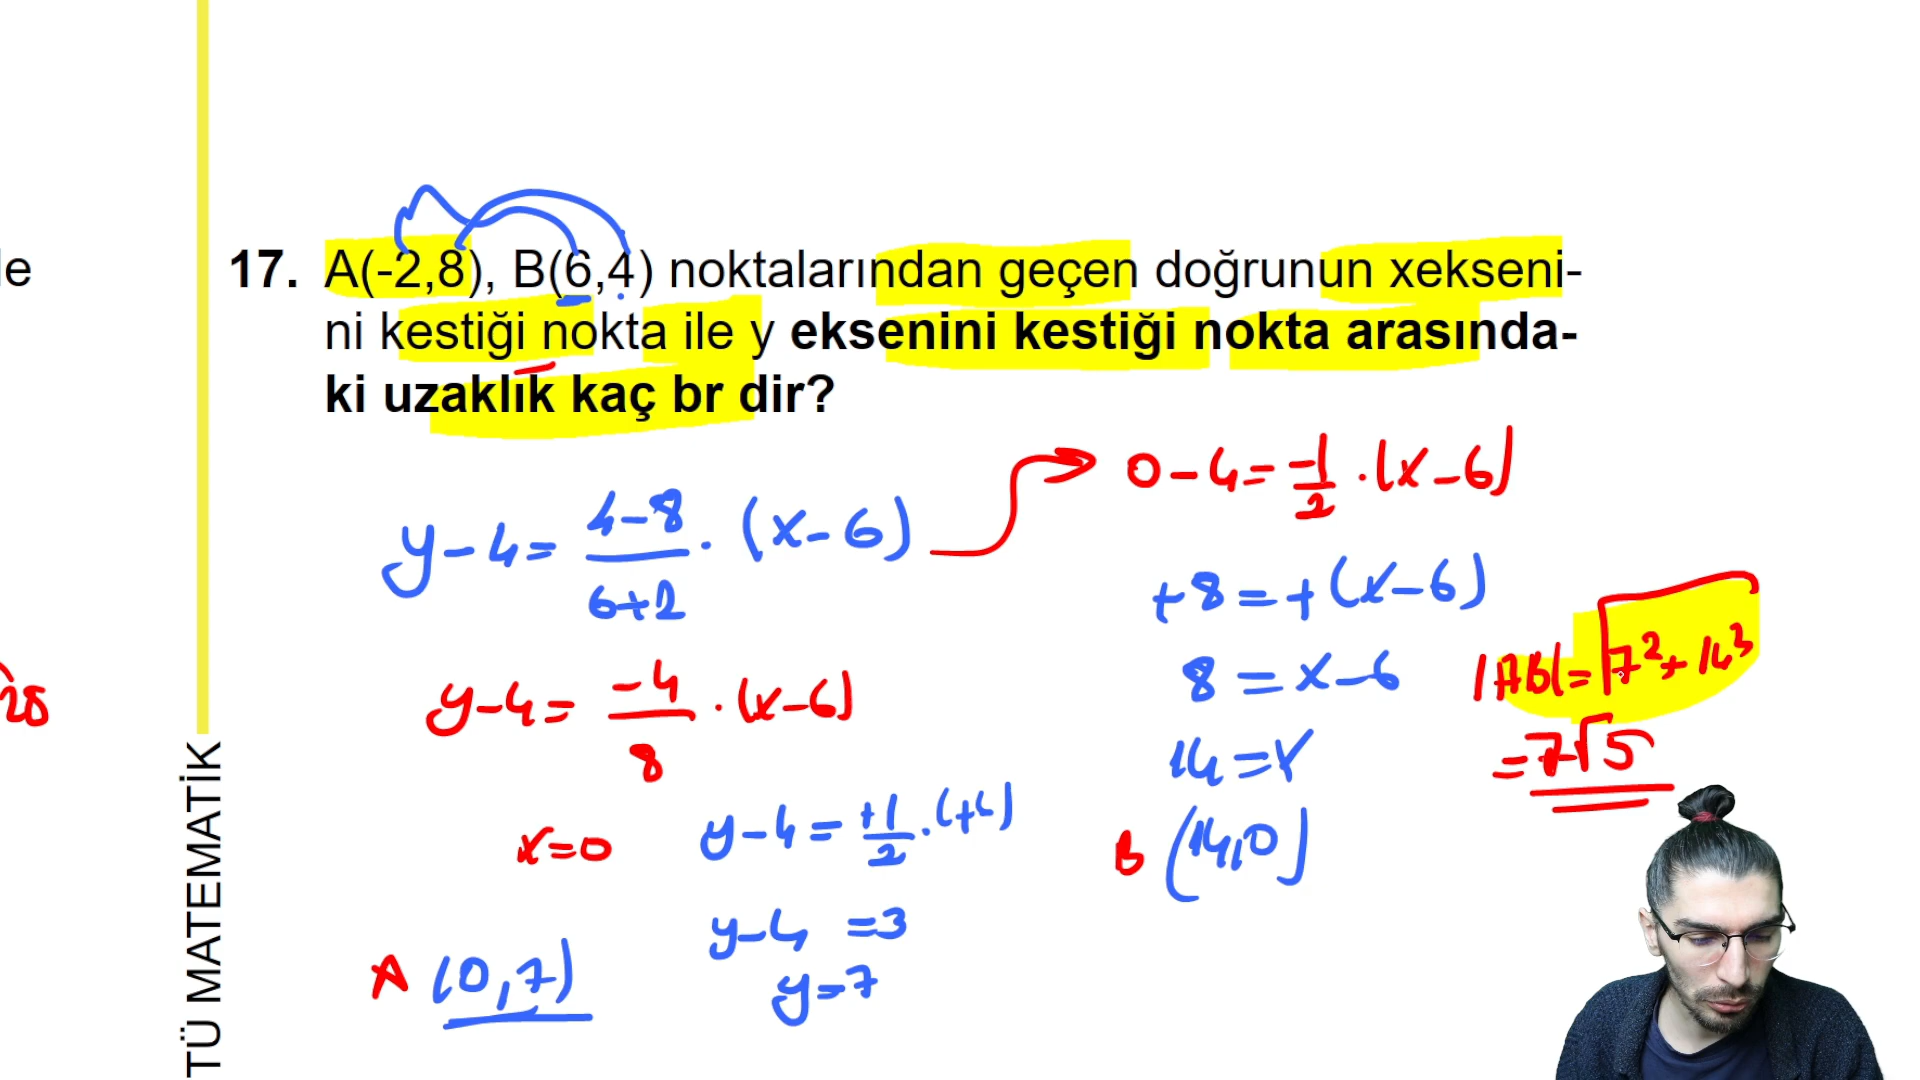 le
17. A(-2,8), B(6,4) noktalarından geçen doğrunun xekseni-
ni kestiği nokta ile y eksenini kestiği nokta arasında-
ki uzaklık kaç br dir?
y-4= 4-8/6+2 . (x-6)
y-4= -4/8 . (x-6)
x=0
y-4= +1/2 . (+6)
y-4 =3
y=7
A (0,7)
0-4= -1/2 .(x-6)
+8=+(x-6)
8=x-6
14=x
B (14,0)
|AB|=√7²+14³
=7√5
TÜ MATEMATİK